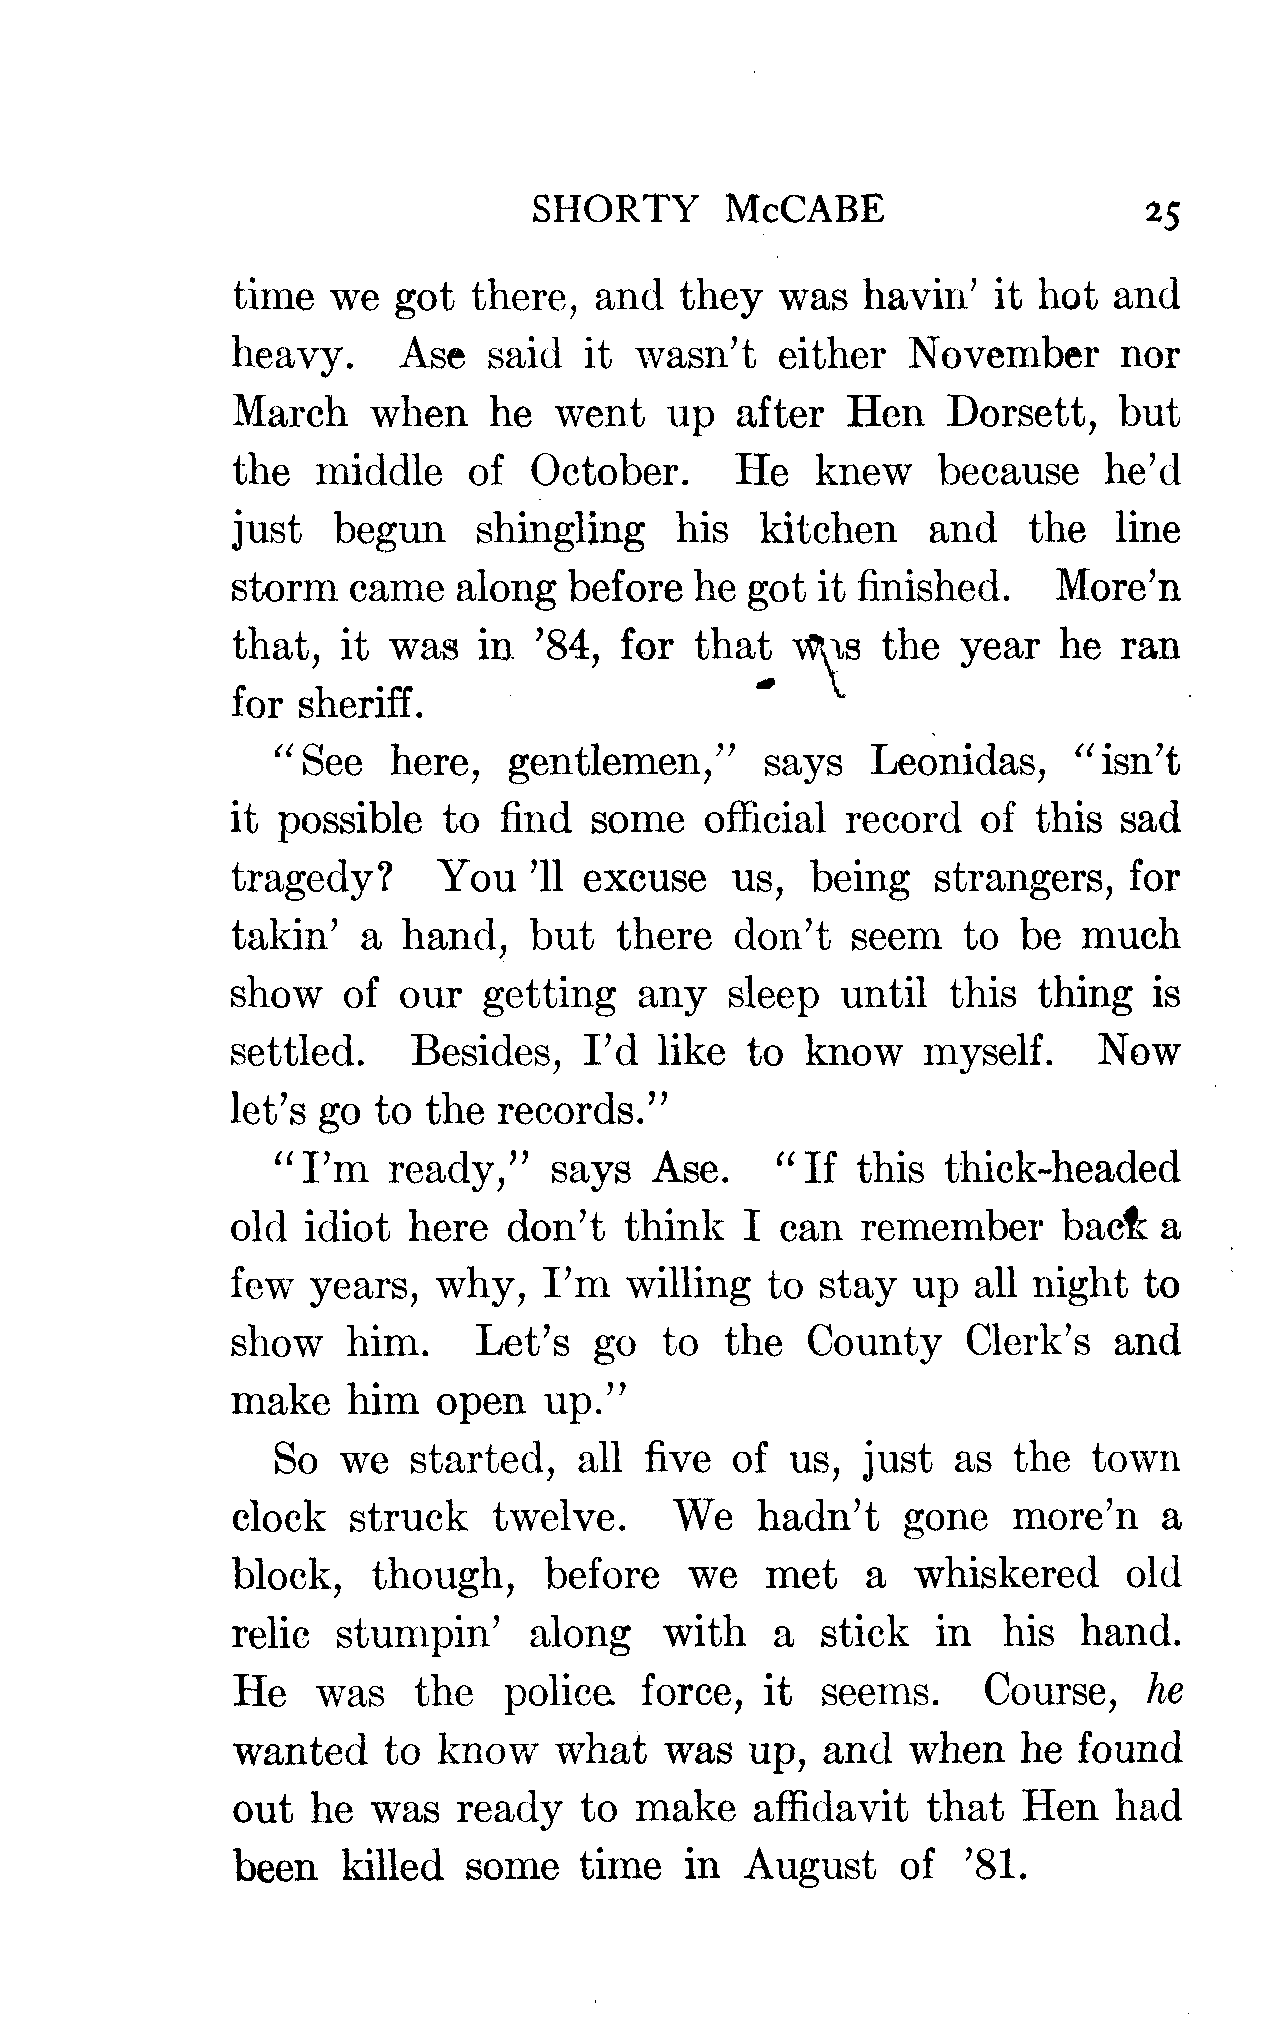 SHORTY McCABE 25
time we got there, and they was havin' it hot and
heavy. Ase said it wasn't either November nor
March when he went up after Hen Dorsett, but
the middle of October. He knew because he'd
just begun shingling his kitchen and the line
storm came along before he got it finished. More'n
that, it was in '84, for that was the year he ran
for sheriff.
"See here, gentlemen," says Leonidas, "isn't
it possible to find some official record of this sad
tragedy? You 'll excuse us, being strangers, for
takin' a hand, but there don't seem to be much
show of our getting any sleep until this thing is
settled. Besides, I'd like to know myself. Now
let's go to the records."
"I'm ready," says Ase. "If this thick-headed
old idiot here don't think I can remember back a
few years, why, I'm willing to stay up all night to
show him. Let's go to the County Clerk's and
make him open up."
So we started, all five of us, just as the town
clock struck twelve. We hadn't gone more'n a
block, though, before we met a whiskered old
relic stumpin' along with a stick in his hand.
He was the police force, it seems. Course, he
wanted to know what was up, and when he found
out he was ready to make affidavit that Hen had
been killed some time in August of '81.